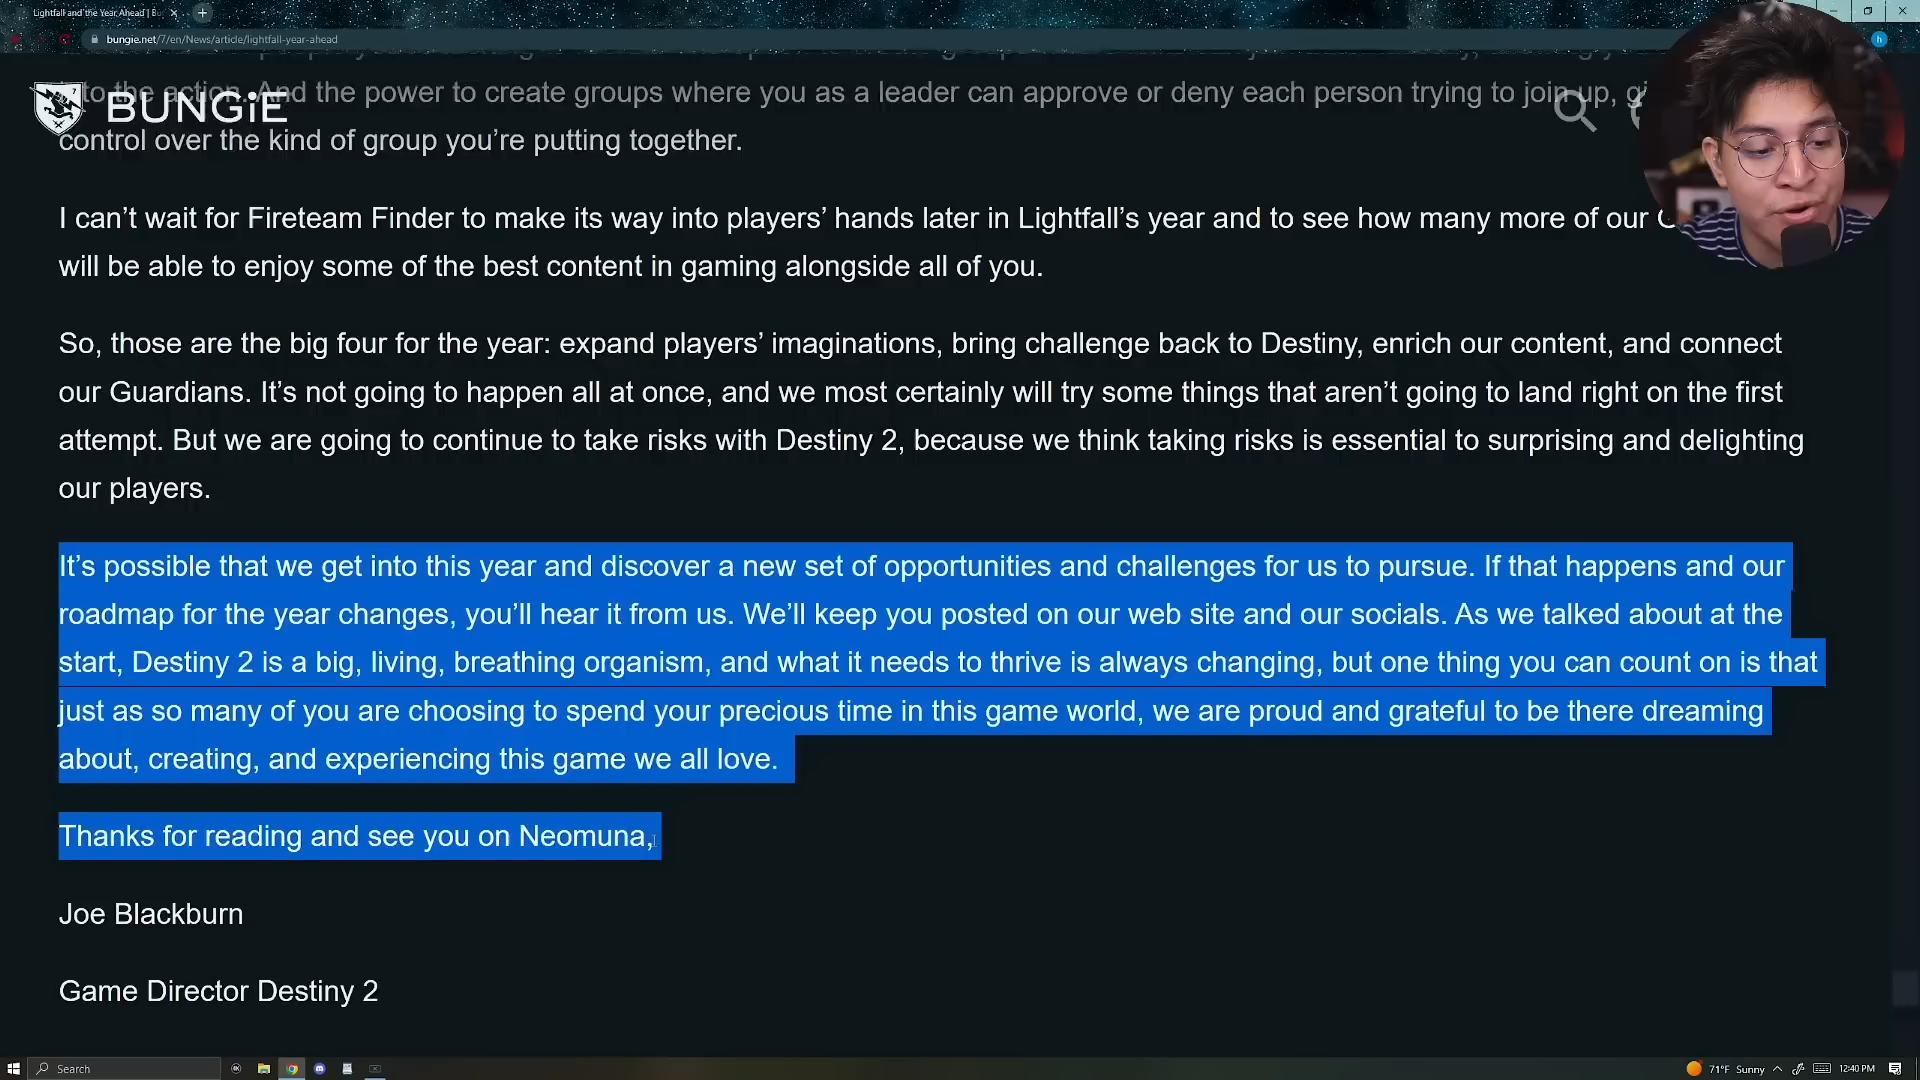 Lightfall and the Year Ahead | Bu
bungie.net/7/en/News/article/lightfall-year-ahead
BUNGiE
to the action. And the power to create groups where you as a leader can approve or deny each person trying to join up,
control over the kind of group you’re putting together.
I can’t wait for Fireteam Finder to make its way into players’ hands later in Lightfall’s year and to see how many more of our
will be able to enjoy some of the best content in gaming alongside all of you.
So, those are the big four for the year: expand players’ imaginations, bring challenge back to Destiny, enrich our content, and connect
our Guardians. It’s not going to happen all at once, and we most certainly will try some things that aren’t going to land right on the first
attempt. But we are going to continue to take risks with Destiny 2, because we think taking risks is essential to surprising and delighting
our players.
It’s possible that we get into this year and discover a new set of opportunities and challenges for us to pursue. If that happens and our
roadmap for the year changes, you’ll hear it from us. We’ll keep you posted on our web site and our socials. As we talked about at the
start, Destiny 2 is a big, living, breathing organism, and what it needs to thrive is always changing, but one thing you can count on is that
just as so many of you are choosing to spend your precious time in this game world, we are proud and grateful to be there dreaming
about, creating, and experiencing this game we all love.
Thanks for reading and see you on Neomuna,
Joe Blackburn
Game Director Destiny 2
Search
71°F Sunny
12:40 PM